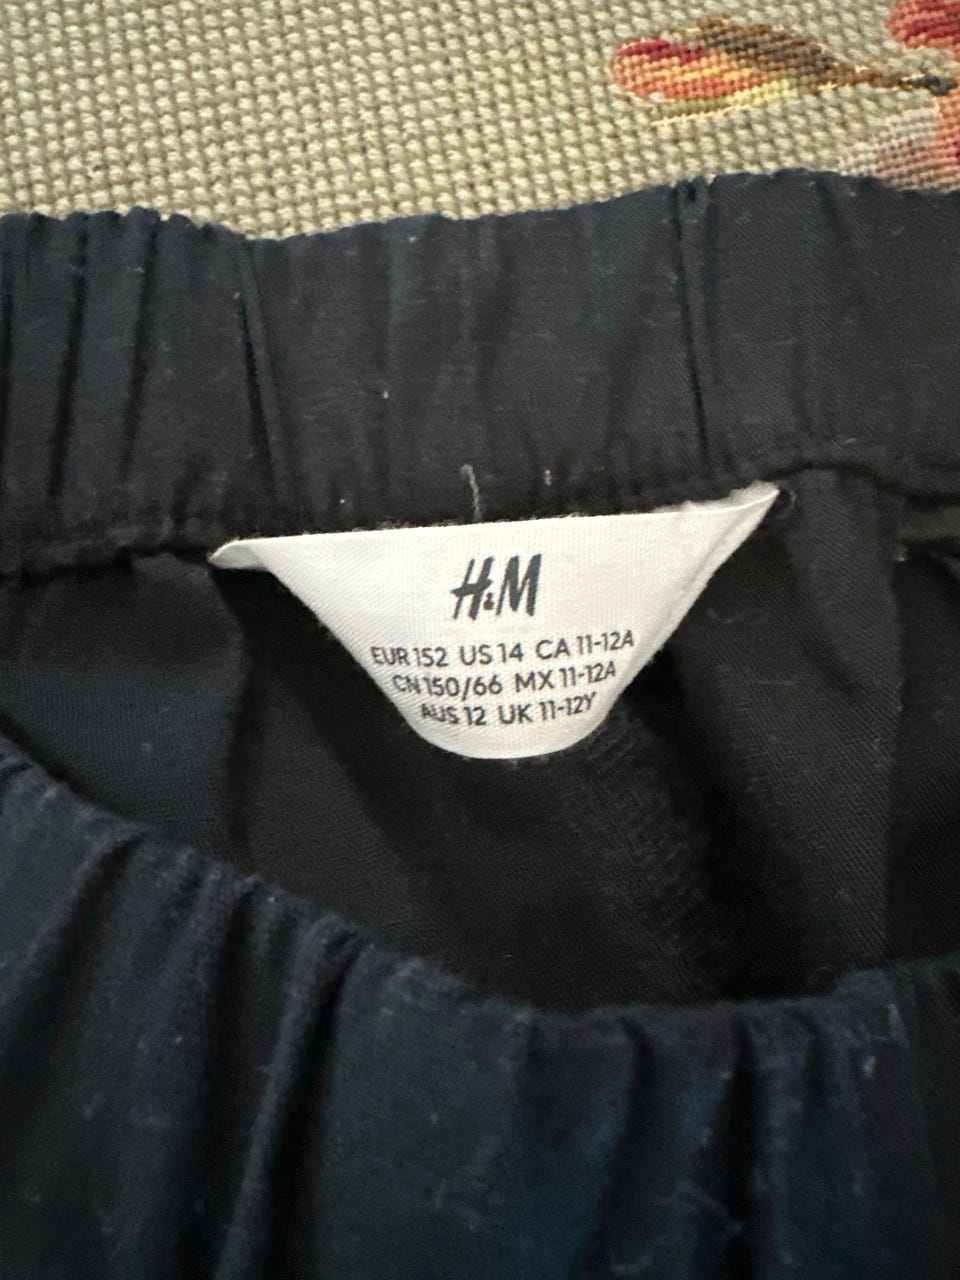 H&M
EUR 152 US 14 CA 11-12A
CN 150/66 MX 11-12A
AUS 12 UK 11-12Y